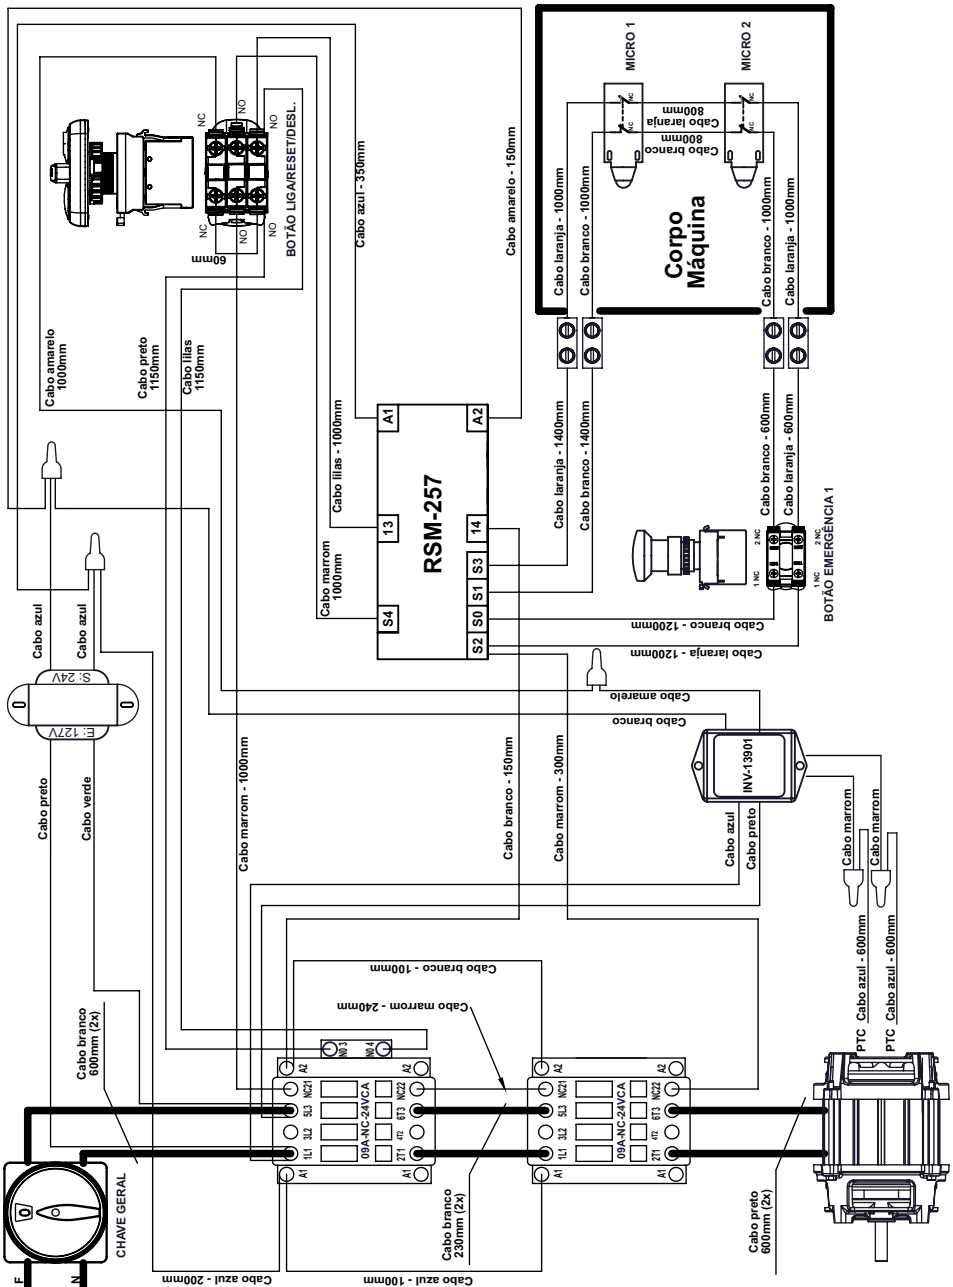 MICRO 1
MICRO 2
NC
NC
NC
NC
Cabo laranja
800mm
Cabo branco
800mm
Corpo
Máquina
Cabo laranja - 1000mm
Cabo branco - 1000mm
Cabo branco - 1000mm
Cabo laranja - 1000mm
Cabo amarelo - 150mm
Cabo azul - 350mm
NC
NO
NO
NC
NO
NO
BOTÃO LIGA/RESET/DESL.
60mm
Cabo amarelo
1000mm
Cabo preto
1150mm
Cabo lilas
1150mm
Cabo lilas - 1000mm
Cabo marrom
1000mm
A1
A2
13
14
S4
S3
S1
S0
S2
RSM-257
Cabo laranja - 1400mm
Cabo branco - 1400mm
Cabo branco - 600mm
Cabo laranja - 600mm
1 NC
2 NC
1 NC
2 NC
BOTÃO EMERGÊNCIA 1
Cabo branco - 1200mm
Cabo laranja - 1200mm
Cabo azul
Cabo azul
S: 24V
E: 127V
Cabo preto
Cabo verde
Cabo amarelo
Cabo branco
INV-13901
Cabo azul
Cabo preto
Cabo marrom - 1000mm
Cabo branco - 150mm
Cabo marrom - 300mm
Cabo marrom
Cabo marrom
PTC Cabo azul - 600mm
PTC Cabo azul - 600mm
Cabo branco - 100mm
Cabo marrom - 240mm
Cabo branco
600mm (2x)
NO 3
NO 4
A2
A2
NC21
NC22
5L3
6T3
3L2
4T2
1L1
2T1
09A-NC-24VCA
A1
A1
A2
A2
NC21
NC22
5L3
6T3
3L2
4T2
1L1
2T1
09A-NC-24VCA
A1
A1
CHAVE GERAL
0
I
F
N
Cabo azul - 200mm
Cabo azul - 100mm
Cabo branco
230mm (2x)
Cabo preto
600mm (2x)